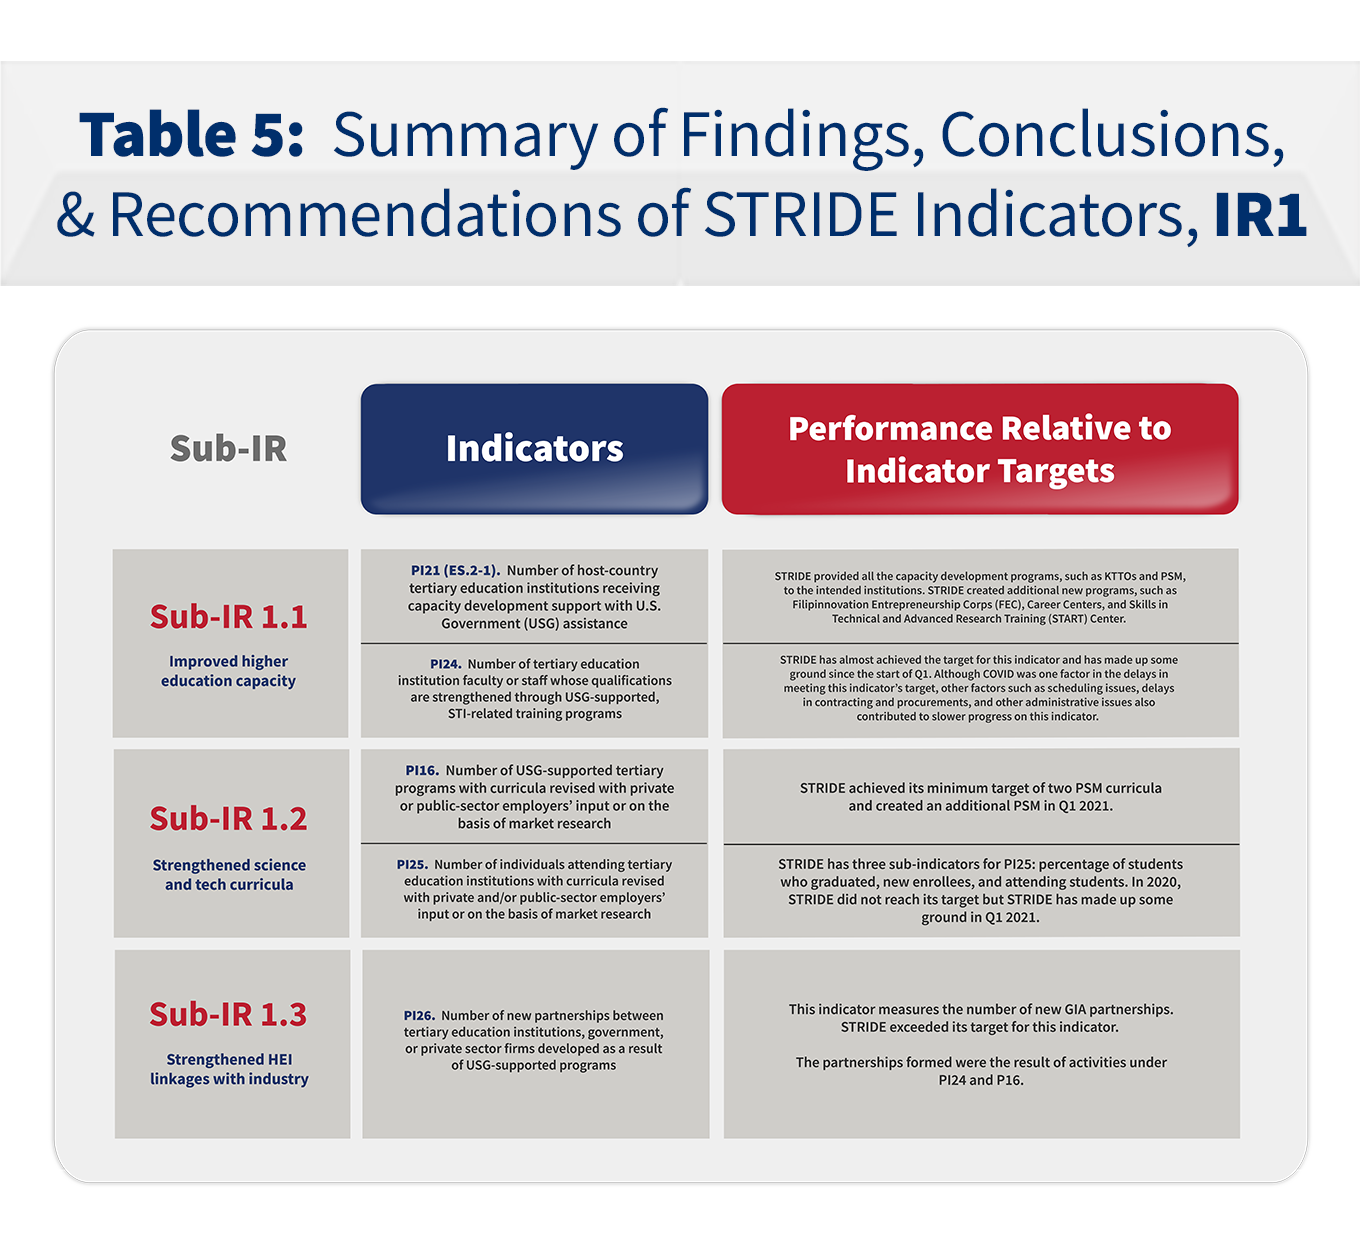 Table 5: Summary of Findings, Conclusions,
& Recommendations of STRIDE Indicators, IR1
Sub-IR
Indicators
Performance Relative to
Indicator Targets
Sub-IR 1.1
Improved higher
education capacity
PI21 (ES.2-1). Number of host-country
tertiary education institutions receiving
capacity development support with U.S.
Government (USG) assistance
STRIDE provided all the capacity development programs, such as KTTOs and PSM,
to the intended institutions. STRIDE created additional new programs, such as
Filipinnovation Entrepreneurship Corps (FEC), Career Centers, and Skills in
Technical and Advanced Research Training (START) Center.
PI24. Number of tertiary education
institution faculty or staff whose qualifications
are strengthened through USG-supported,
STI-related training programs
STRIDE has almost achieved the target for this indicator and has made up some
ground since the start of Q1. Although COVID was one factor in the delays in
meeting this indicator's target, other factors such as scheduling issues, delays
in contracting and procurements, and other administrative issues also
contributed to slower progress on this indicator.
Sub-IR 1.2
Strengthened science
and tech curricula
PI16. Number of USG-supported tertiary
programs with curricula revised with private
or public-sector employers' input or on the
basis of market research
STRIDE achieved its minimum target of two PSM curricula
and created an additional PSM in Q1 2021.
PI25. Number of individuals attending tertiary
education institutions with curricula revised
with private and/or public-sector employers'
input or on the basis of market research
STRIDE has three sub-indicators for PI25: percentage of students
who graduated, new enrollees, and attending students. In 2020,
STRIDE did not reach its target but STRIDE has made up some
ground in Q1 2021.
Sub-IR 1.3
Strengthened HEI
linkages with industry
PI26. Number of new partnerships between
tertiary education institutions, government,
or private sector firms developed as a result
of USG-supported programs
This indicator measures the number of new GIA partnerships.
STRIDE exceeded its target for this indicator.
The partnerships formed were the result of activities under
PI24 and P16.